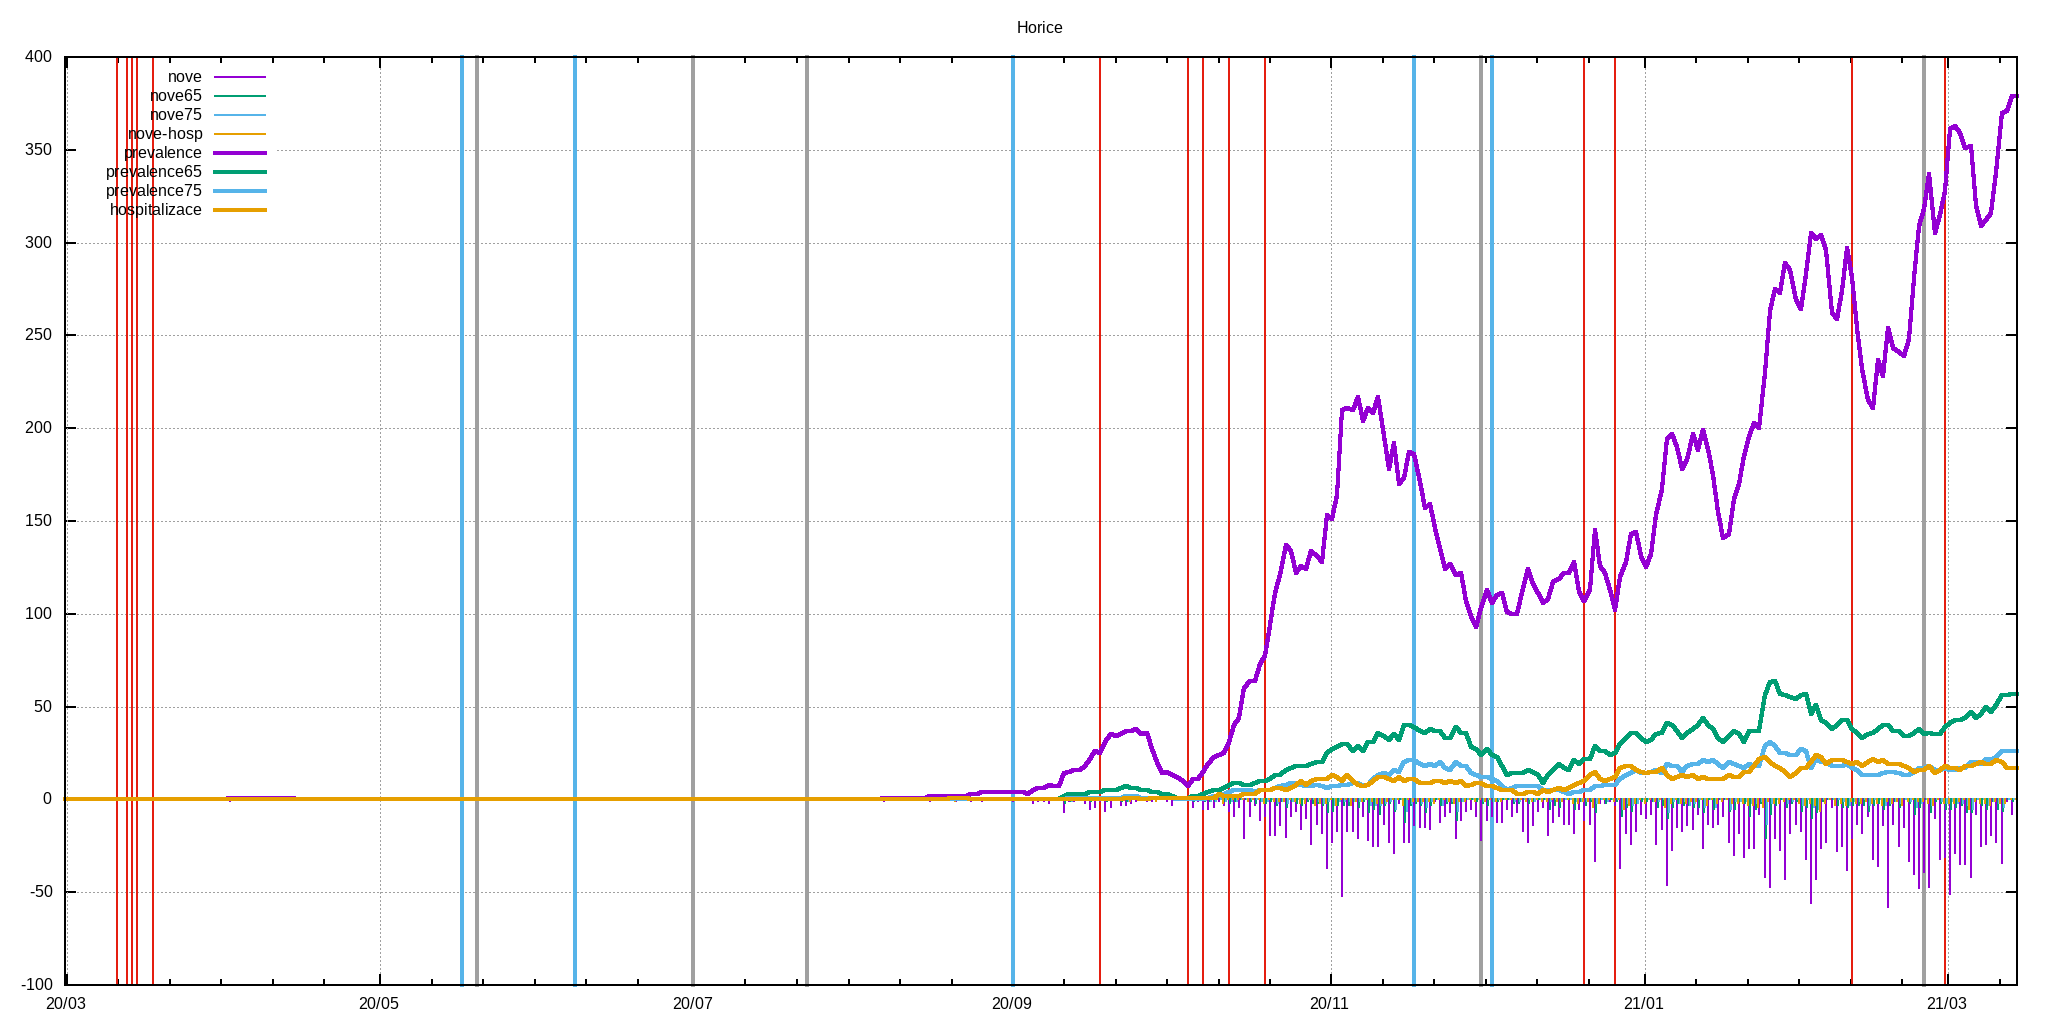 Horice
400
350
300
250
200
150
100
50
0
-50
-100
nove
nove65
nove75
nove-hosp
prevalence
prevalence65
prevalence75
hospitalizace
20/03 20/05 20/07 20/09 20/11 21/01 21/03